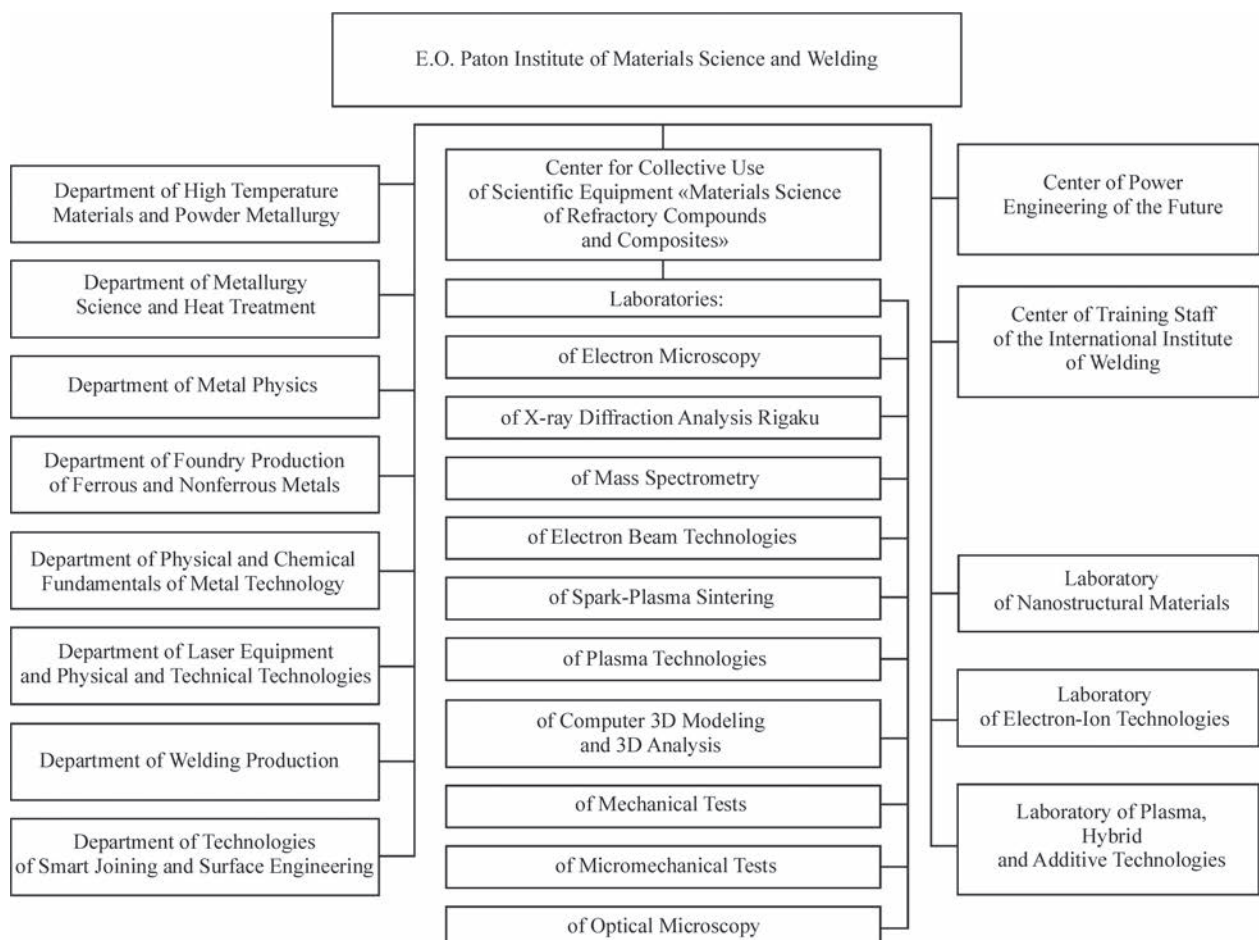 E.O. Paton Institute of Materials Science and Welding
Department of High Temperature
Materials and Powder Metallurgy
Department of Metallurgy
Science and Heat Treatment
Department of Metal Physics
Department of Foundry Production
of Ferrous and Nonferrous Metals
Department of Physical and Chemical
Fundamentals of Metal Technology
Department of Laser Equipment
and Physical and Technical Technologies
Department of Welding Production
Department of Technologies
of Smart Joining and Surface Engineering
Center for Collective Use
of Scientific Equipment «Materials Science
of Refractory Compounds
and Composites»
Laboratories:
of Electron Microscopy
of X-ray Diffraction Analysis Rigaku
of Mass Spectrometry
of Electron Beam Technologies
of Spark-Plasma Sintering
of Plasma Technologies
of Computer 3D Modeling
and 3D Analysis
of Mechanical Tests
of Micromechanical Tests
of Optical Microscopy
Center of Power
Engineering of the Future
Center of Training Staff
of the International Institute
of Welding
Laboratory
of Nanostructural Materials
Laboratory
of Electron-Ion Technologies
Laboratory of Plasma,
Hybrid
and Additive Technologies